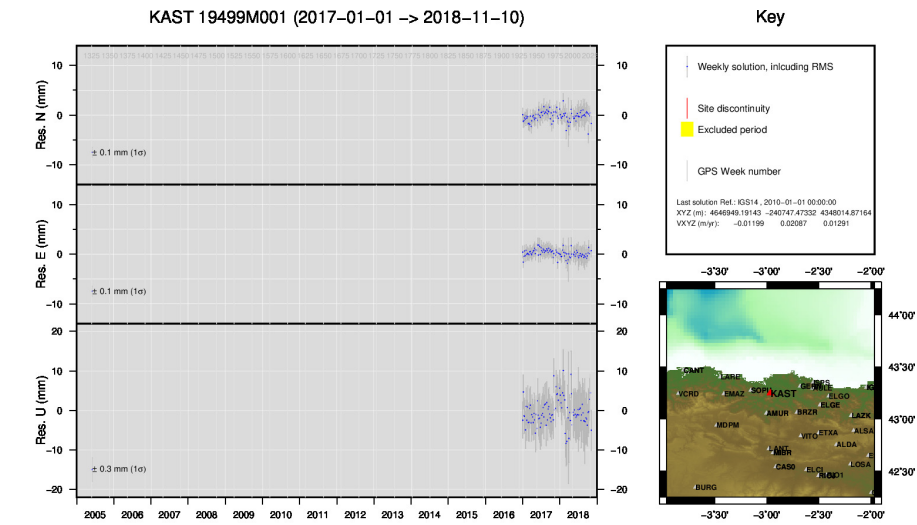 KAST 19499M001 (2017−01−01 −> 2018−11−10)
Key
Res. N (mm)
10
0
−10
10
0
−10
± 0.1 mm (1σ)
Res. E (mm)
10
0
−10
10
0
−10
± 0.1 mm (1σ)
Res. U (mm)
20
10
0
−10
−20
20
10
0
−10
−20
± 0.3 mm (1σ)
2005 2006 2007 2008 2009 2010 2011 2012 2013 2014 2015 2016 2017 2018
Weekly solution, inlcuding RMS
Site discontinuity
Excluded period
GPS Week number
Last solution Ref.: IGS14 , 2010−01−01 00:00:00
XYZ (m): 4646949.19143 −240747.47332 4348014.87164
VXYZ (m/yr): −0.01199 0.02087 0.01291
−3˚30' −3˚00' −2˚30' −2˚00'
44˚00'
43˚30'
43˚00'
42˚30'
CANT
LARE
VCRD
EMAZ
SOPU
KAST
ELGO
ELGE
AMUR
BRZR
LAZK
MDPM
VITO
ETXA
ALSA
ALDA
LANT
CAS0
ELCI
LOSA
BURG
−3˚30' −3˚00' −2˚30' −2˚00'